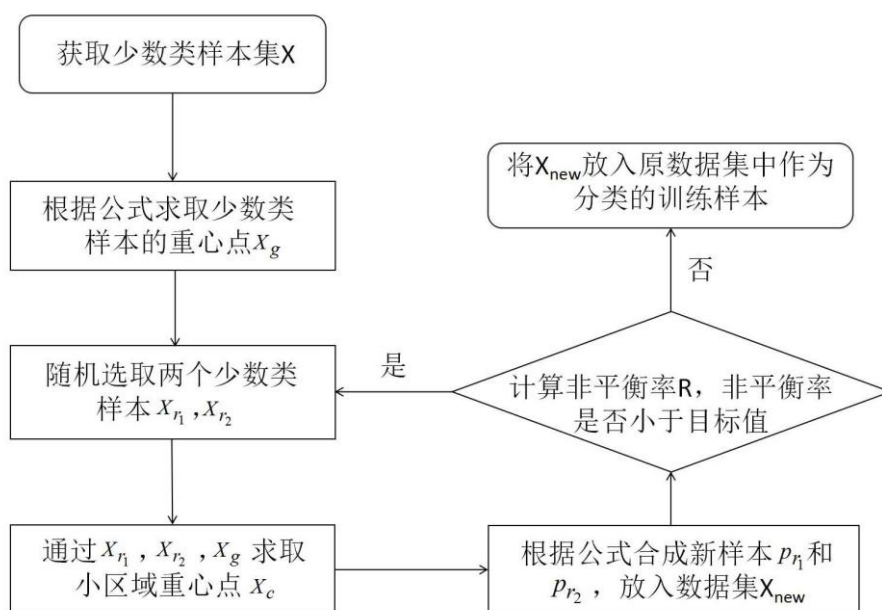 获取少数类样本集X
根据公式求取少数类
样本的重心点X_g
随机选取两个少数类
样本 X_{r_1} , X_{r_2}
通过 X_{r_1} , X_{r_2} , X_g 求取
小区域重心点 X_c
根据公式合成新样本 p_{r_1} 和
p_{r_2} ，放入数据集X_{new}
计算非平衡率R，非平衡率
是否小于目标值
是
否
将X_{new}放入原数据集中作为
分类的训练样本